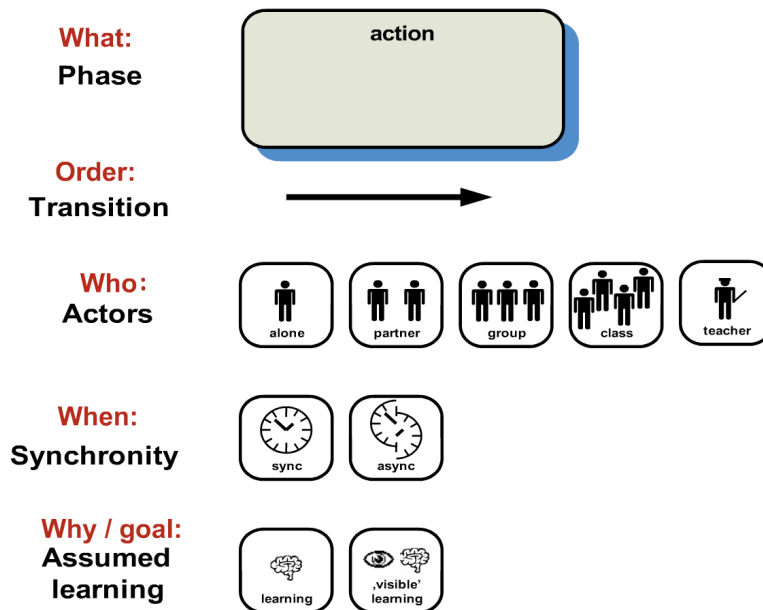 What:
Phase
action
Order:
Transition
Who:
Actors
alone
partner
group
class
teacher
When:
Synchronity
sync
async
Why / goal:
Assumed
learning
learning
‚visible’
learning